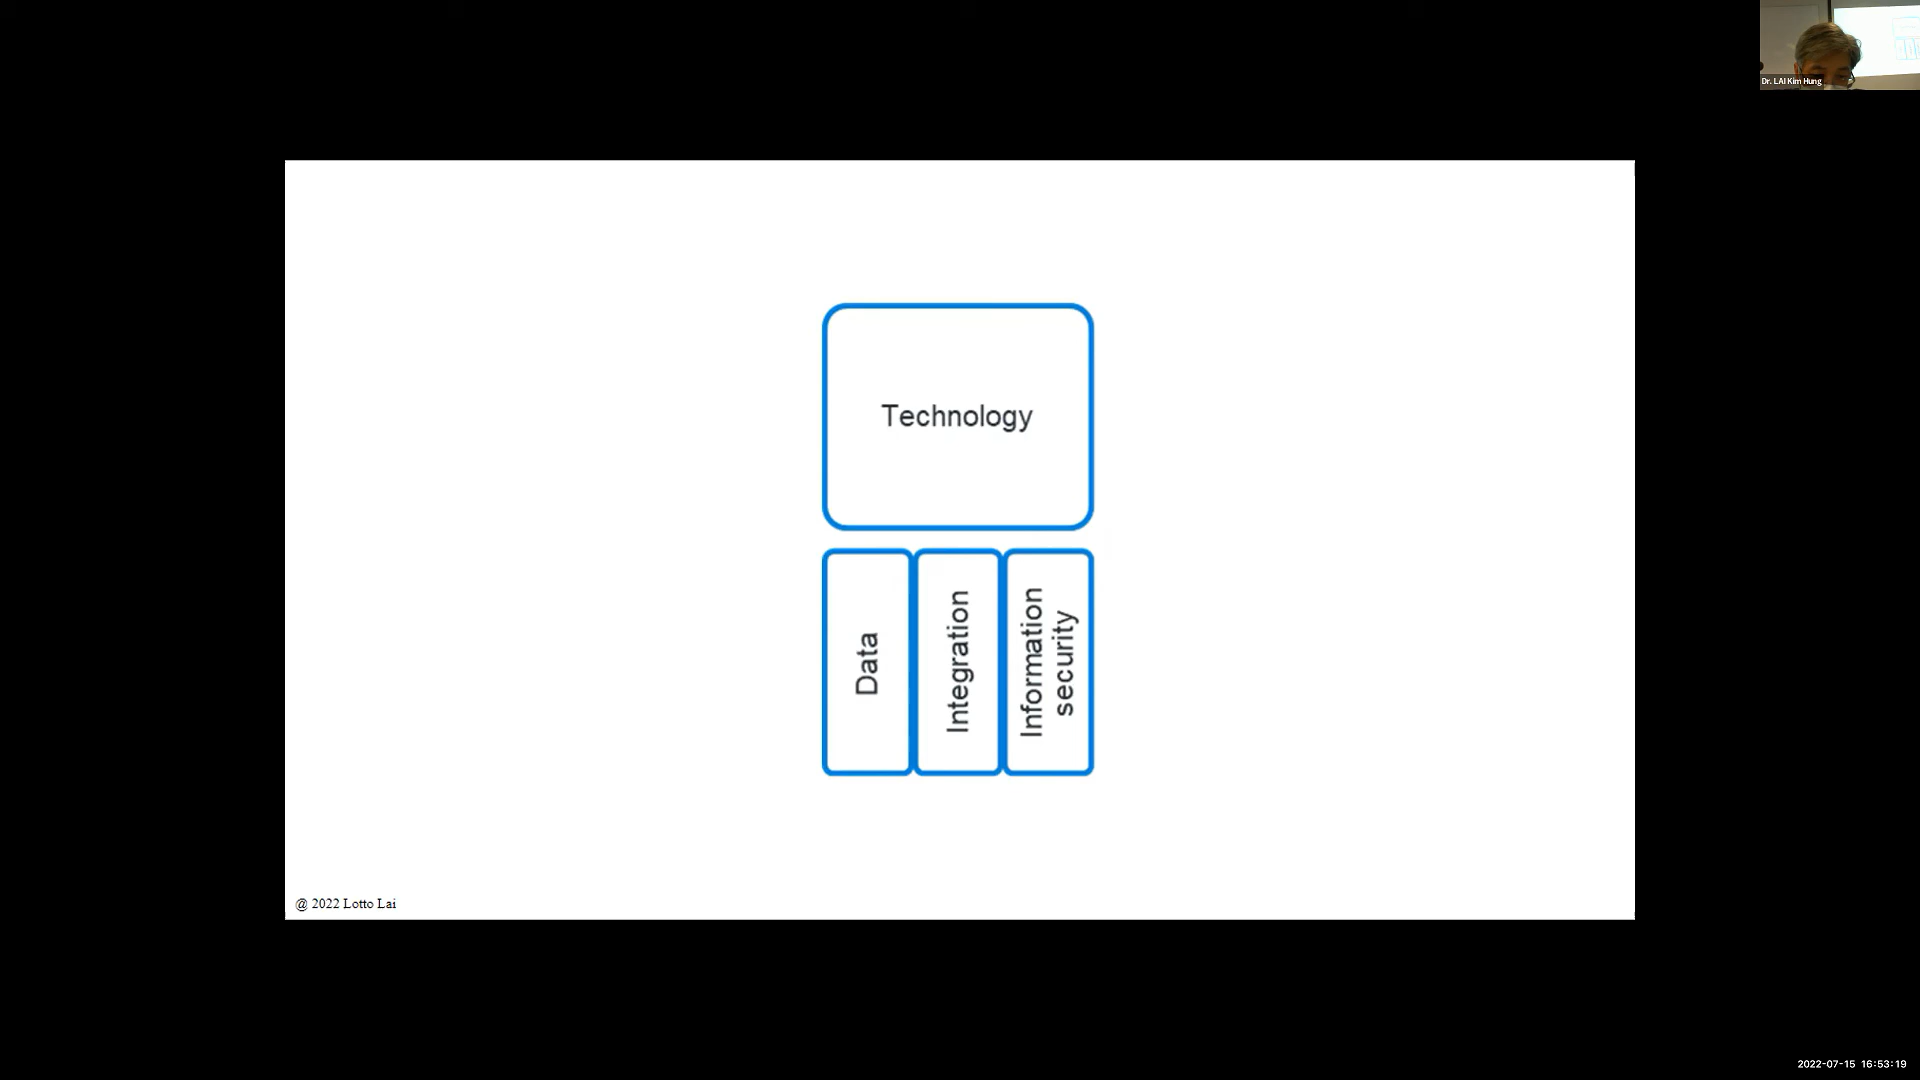 Dr. LAI Kim Hung
Technology
Data
Integration
Information
security
@ 2022 Lotto Lai
2022-07-15 16:53:19